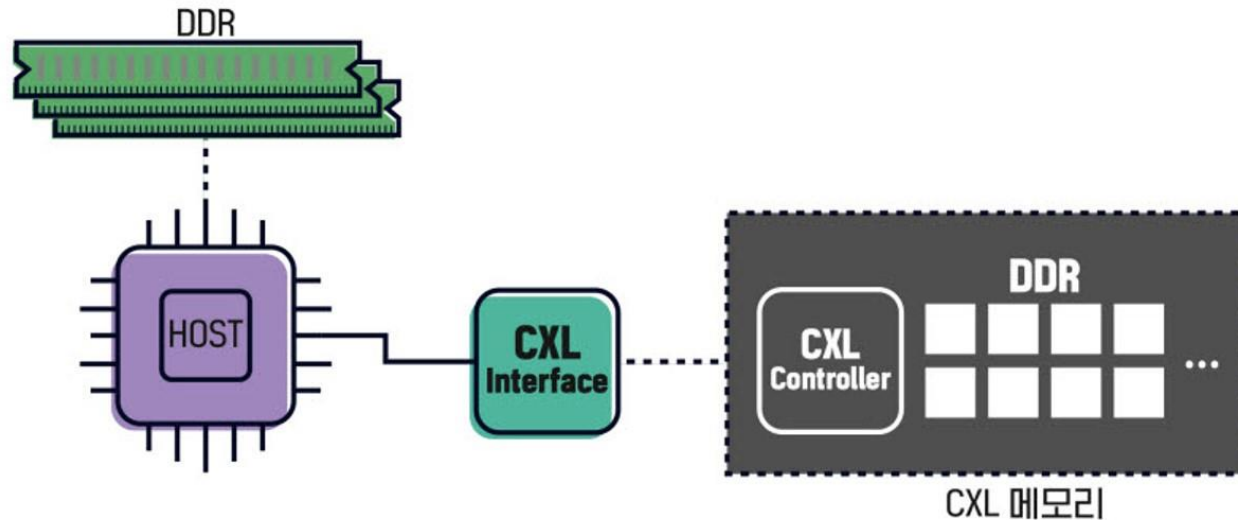 DDR
HOST
CXL
Interface
DDR
CXL
Controller
...
CXL 메모리